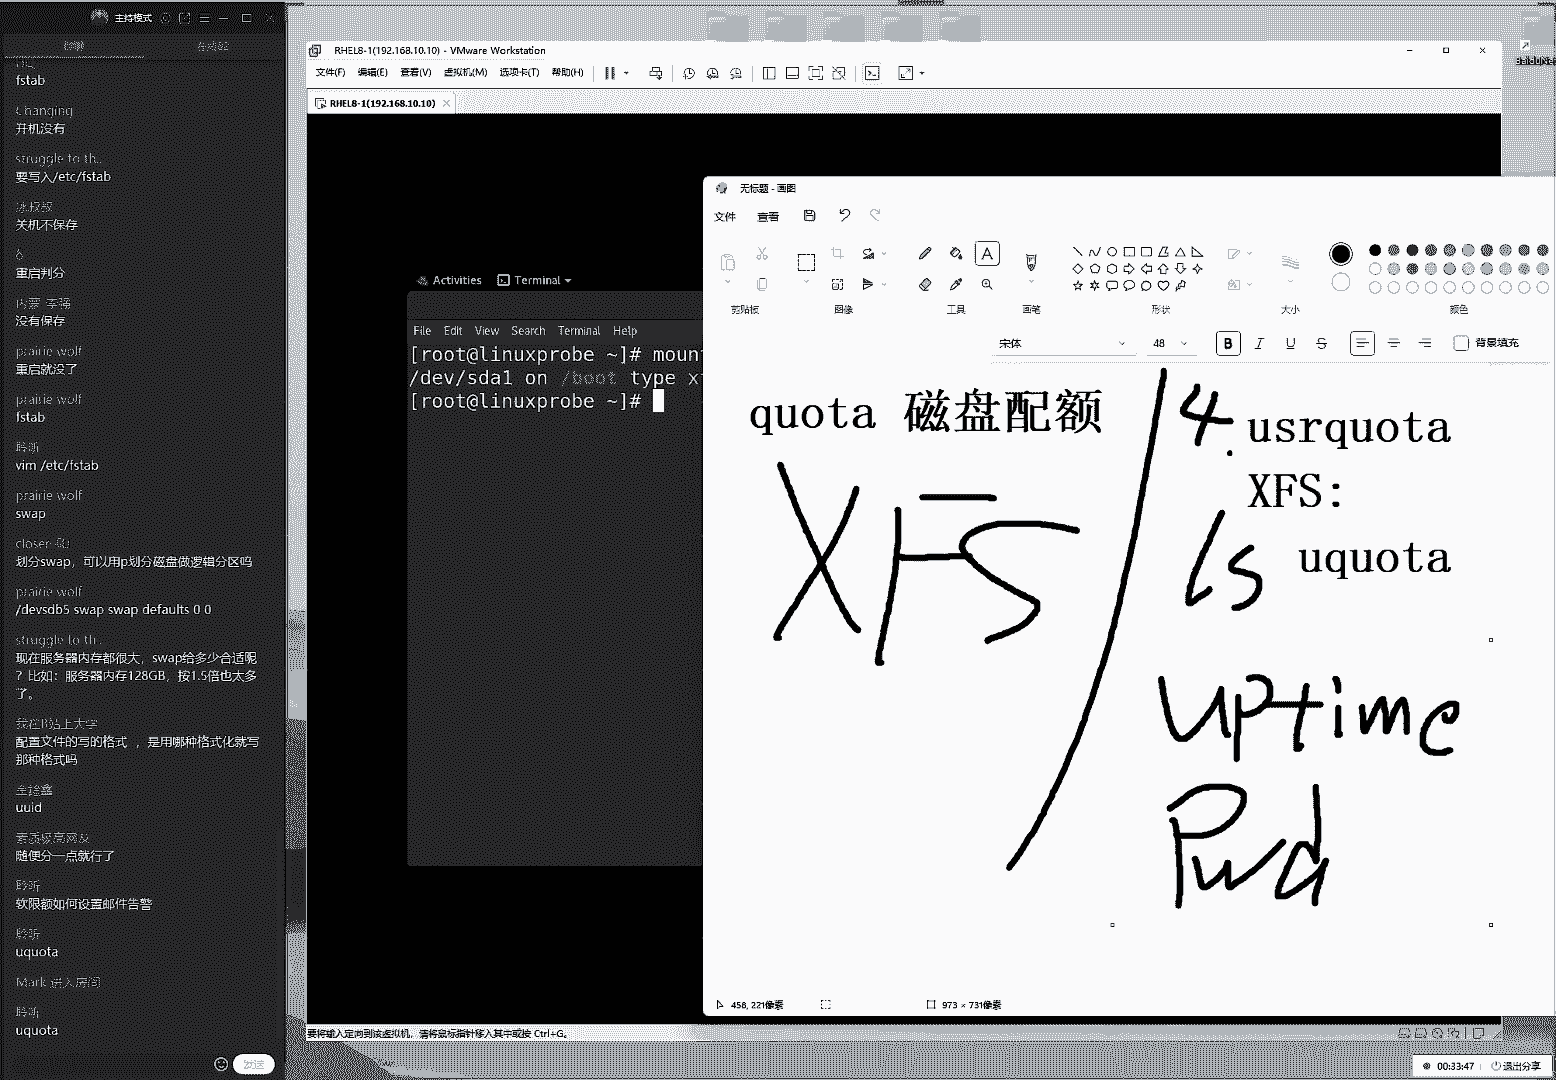 主持模式
fstab
Changing
开机没有
struggle to th..
要写入/etc/fstab
冰叔叔
关机不保存
6
重启判分
内蒙 李强
没有保存
prairie wolf
重启就没了
prairie wolf
fstab
聆听
vim /etc/fstab
prairie wolf
swap
划分swap，可以用p划分磁盘做逻辑分区吗
prairie wolf
/devsdb5 swap swap defaults 0 0
struggle to th..
现在服务器内存都很大，swap给多少合适呢
？比如：服务器内存128GB，按1.5倍也太多
了。
我在B站上大学
配置文件的写的格式 ，是用哪种格式化就写
那种格式吗
uuid
随便分一点就行了
聆听
软限额如何设置邮件告警
聆听
uquota
Mark 进入房间
聆听
uquota
发送
RHEL8-1(192.168.10.10) - VMware Workstation
文件(F) 编辑(E) 查看(V) 虚拟机(M) 选项卡(T) 帮助(H)
RHEL8-1(192.168.10.10)
Activities Terminal
File Edit View Search Terminal Help
[root@linuxprobe ~]# moun
/dev/sda1 on /boot type x
[root@linuxprobe ~]#
无标题 - 画图
文件 查看
剪贴板 图像 工具 画笔 形状 大小 颜色
宋体 48 B I U S 背景填充
quota 磁盘配额
XFS
4.
usrquota
XFS:
uquota
ls
uptime
Pwd
458, 221像素 973 × 731像素
要将输入定向到该虚拟机，请将鼠标指针移入其中或按 Ctrl+G。
00:33:47 退出分享